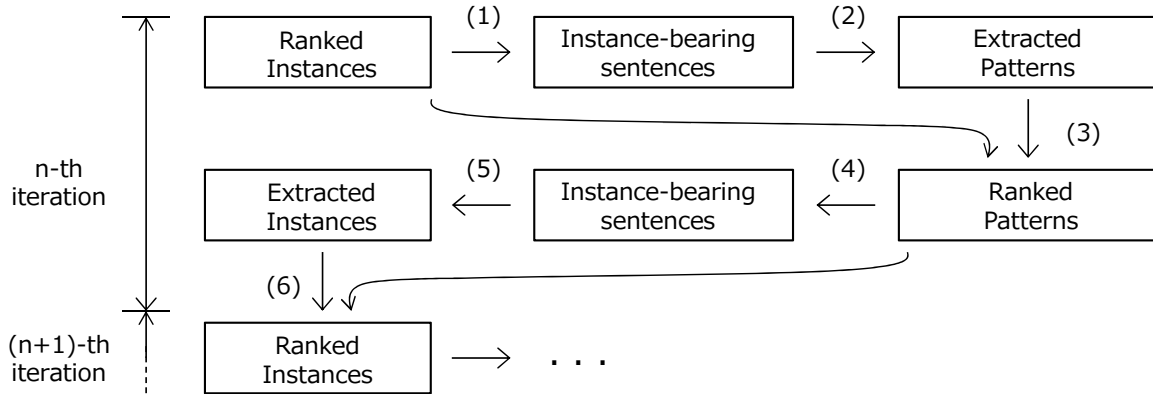 (1)
(2)
Ranked
Instances
Instance-bearing
sentences
Extracted
Patterns
(3)
n-th
iteration
(5)
(4)
Extracted
Instances
Instance-bearing
sentences
Ranked
Patterns
(6)
(n+1)-th
iteration
Ranked
Instances
. . .